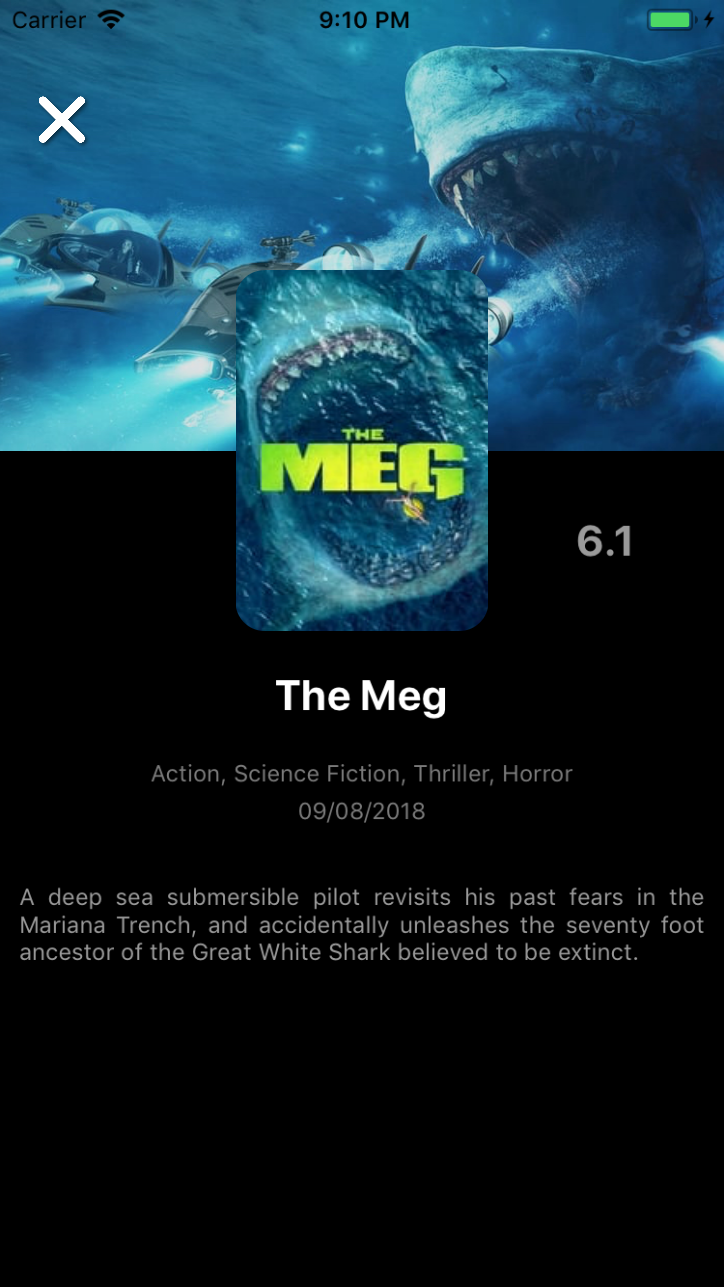 Carrier 9:10 PM
THE
MEG
6.1
The Meg
Action, Science Fiction, Thriller, Horror
09/08/2018
A deep sea submersible pilot revisits his past fears in the
Mariana Trench, and accidentally unleashes the seventy foot
ancestor of the Great White Shark believed to be extinct.